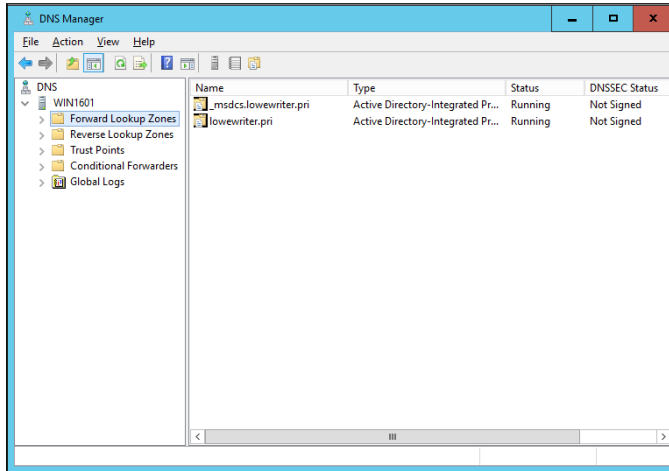 DNS Manager
File Action View Help
DNS
WIN1601
Forward Lookup Zones
Reverse Lookup Zones
Trust Points
Conditional Forwarders
Global Logs
Name Type Status DNSSEC Status
_msdcs.lowewriter.pri Active Directory-Integrated Pr... Running Not Signed
lowewriter.pri Active Directory-Integrated Pr... Running Not Signed